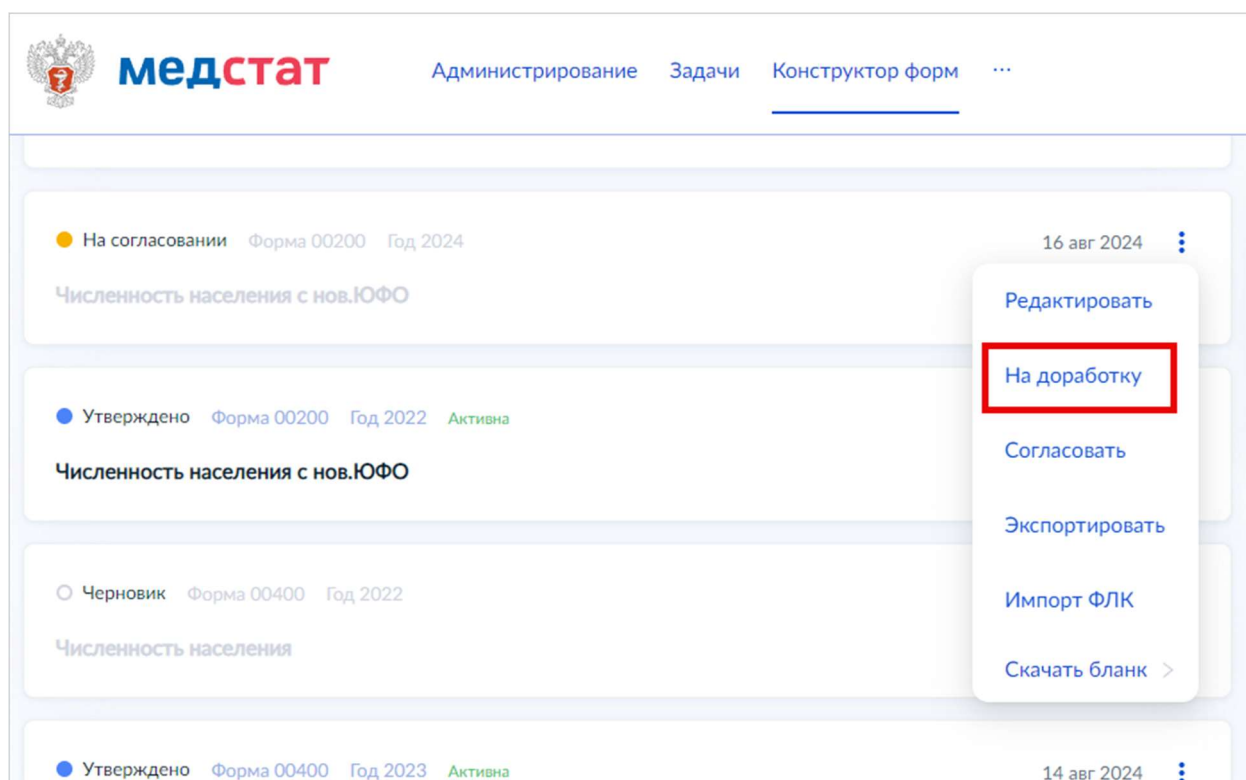 медстат
Администрирование Задачи Конструктор форм ...
На согласовании Форма 00200 Год 2024 16 авг 2024
Численность населения с нов.ЮФО
Редактировать
На доработку
Утверждено Форма 00200 Год 2022 Активна
Согласовать
Численность населения с нов.ЮФО
Экспортировать
Черновик Форма 00400 Год 2022
Импорт ФЛК
Численность населения
Скачать бланк >
Утверждено Форма 00400 Год 2023 Активна 14 авг 2024